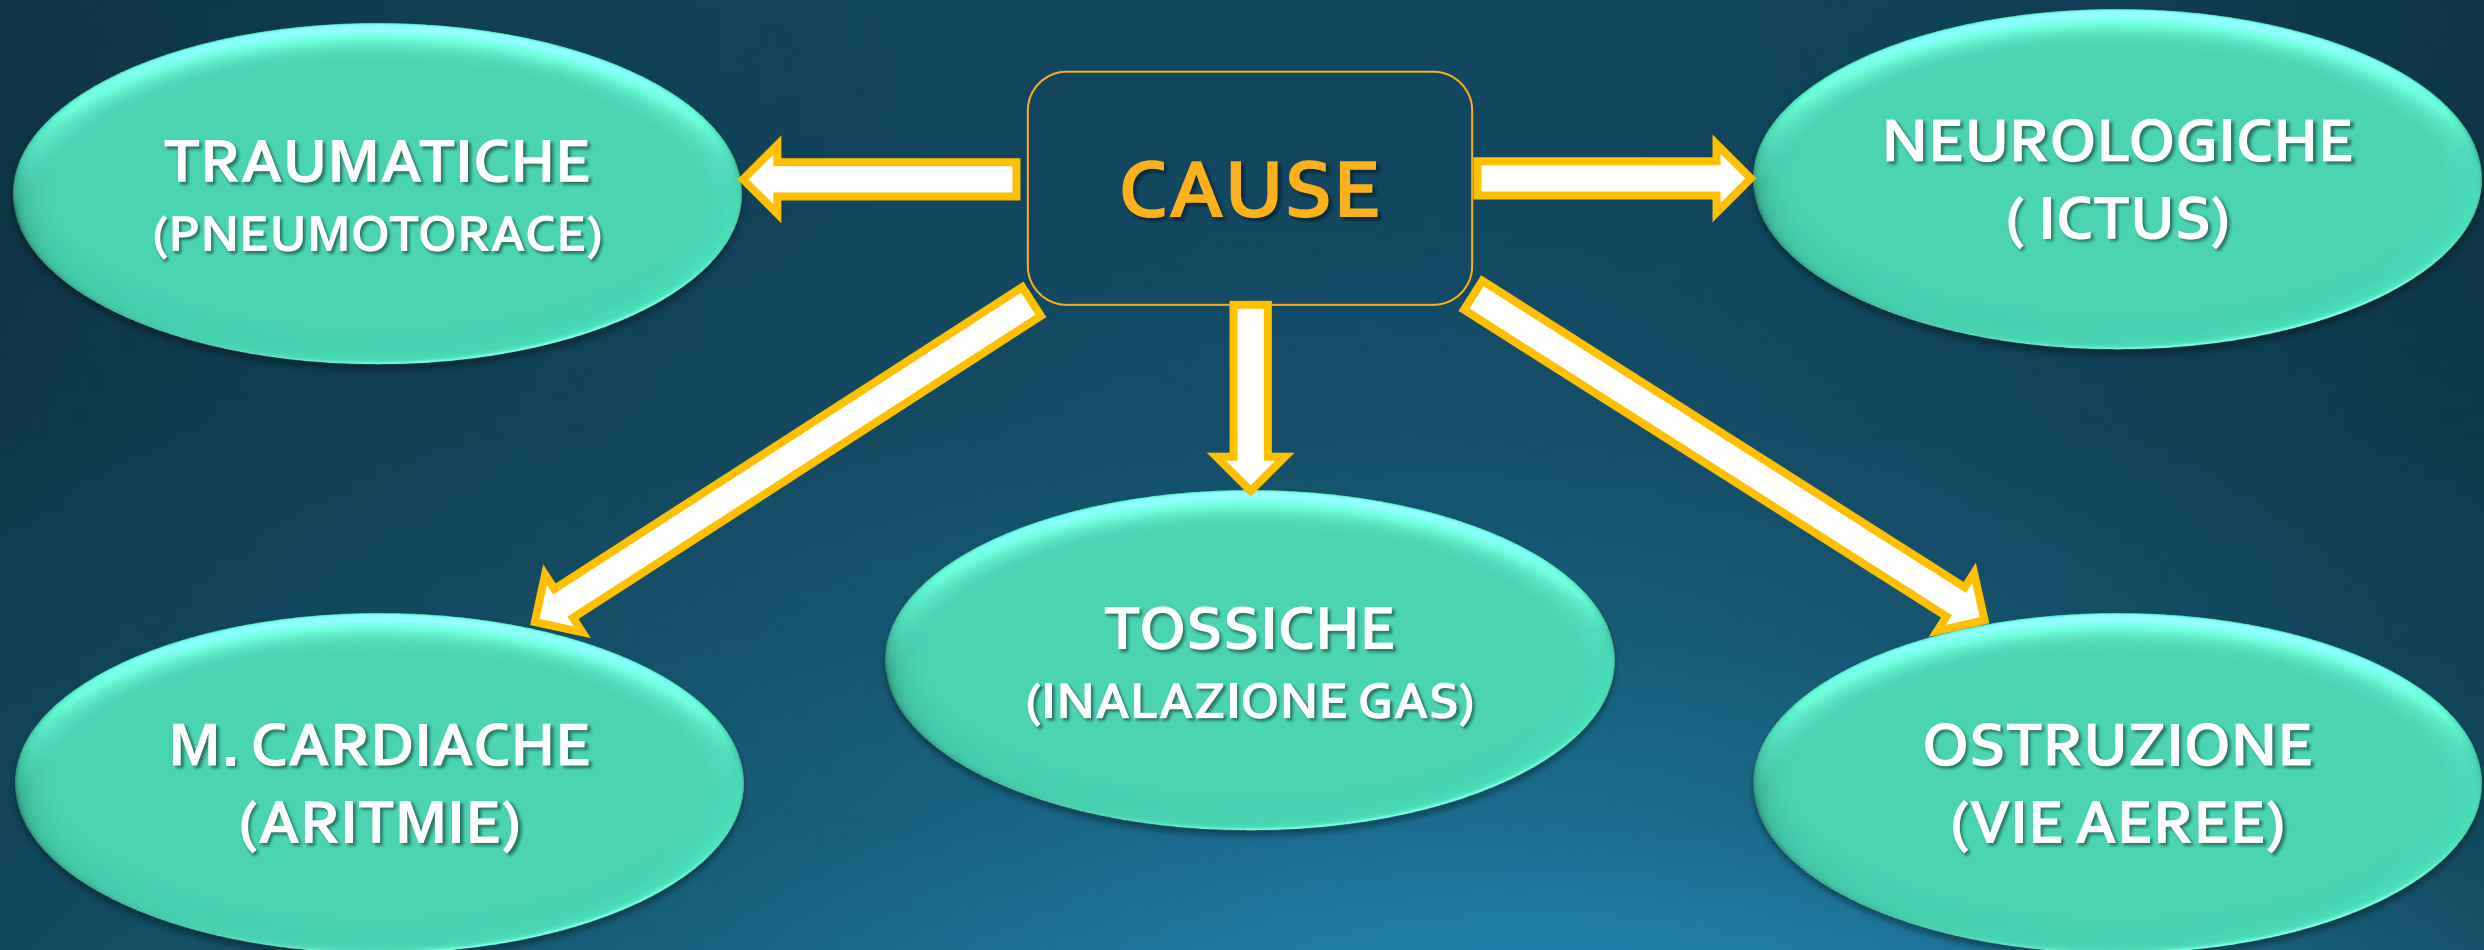 TRAUMATICHE
(PNEUMOTORACE)
CAUSE
NEUROLOGICHE
( ICTUS)
M. CARDIACHE
(ARITMIE)
TOSSICHE
(INALAZIONE GAS)
OSTRUZIONE
(VIE AEREE)